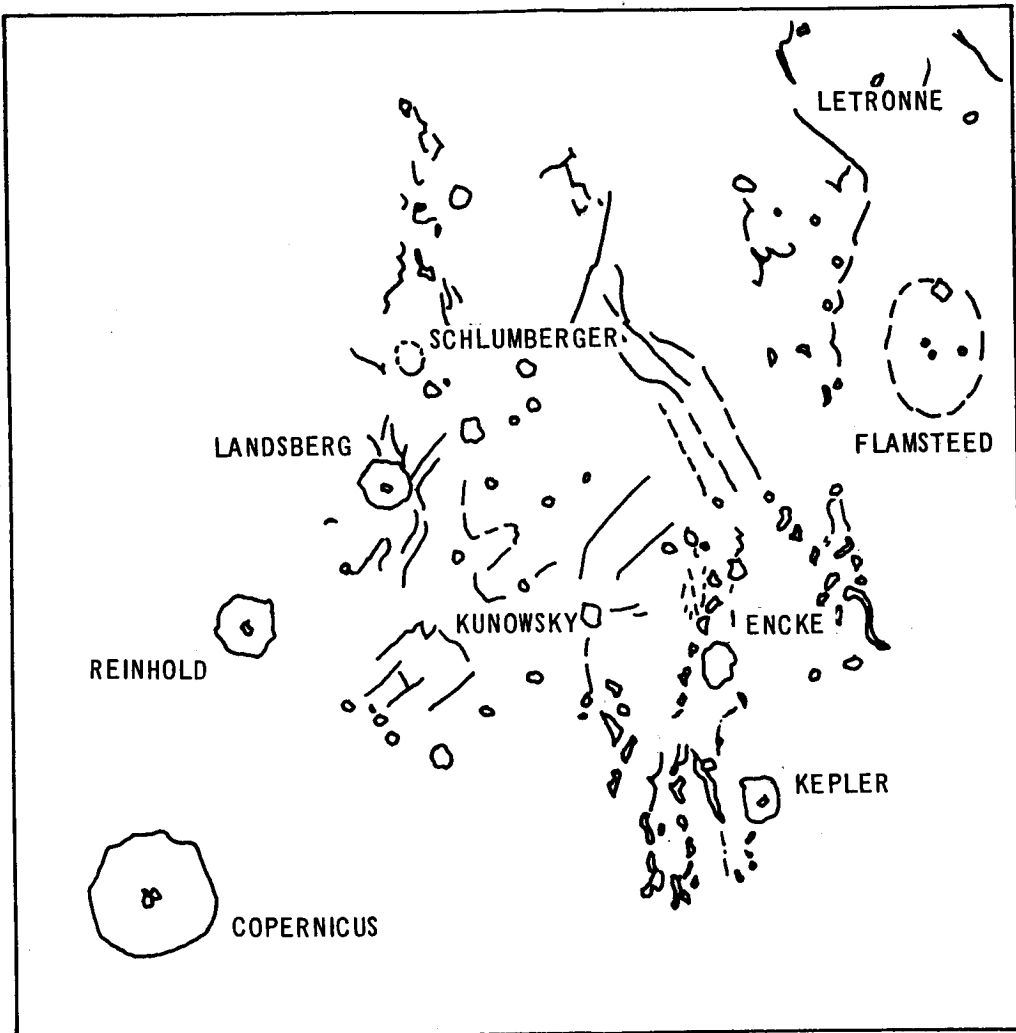 LETRONNE
SCHLUMBERGER
LANDSBERG
FLAMSTEED
KUNOWSKY
ENCKE
REINHOLD
KEPLER
COPERNICUS